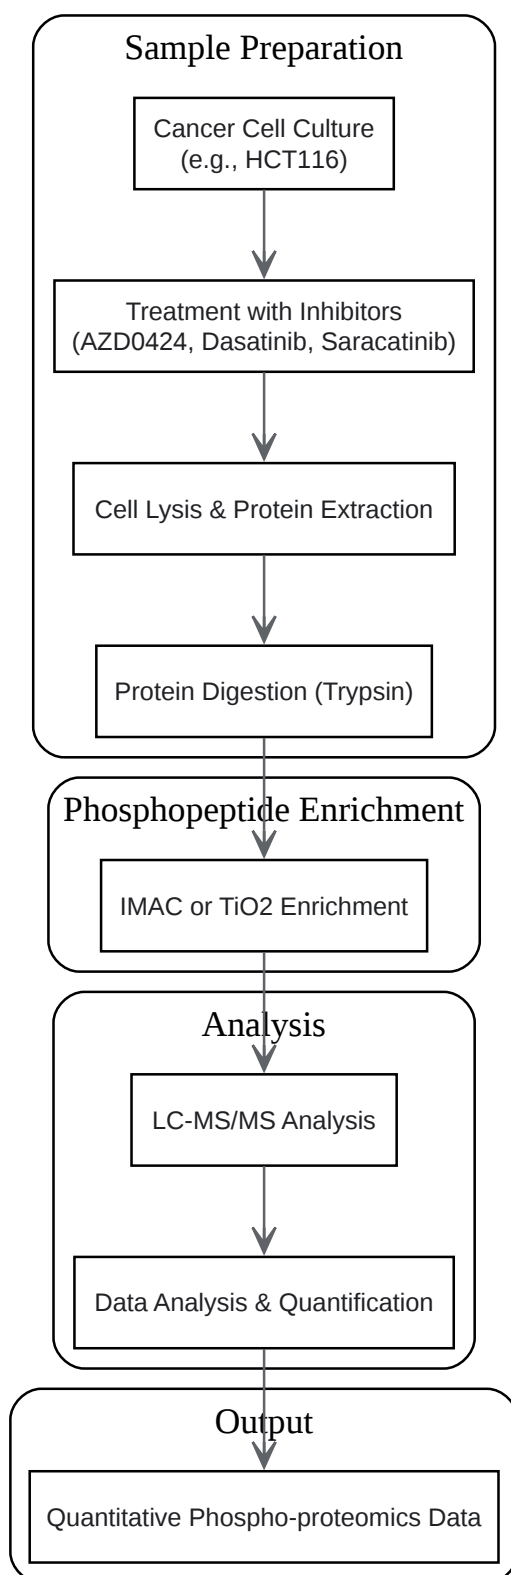 Sample Preparation
Cancer Cell Culture
(e.g., HCT116)
Treatment with Inhibitors
(AZD0424, Dasatinib, Saracatinib)
Cell Lysis & Protein Extraction
Protein Digestion (Trypsin)
Phosphopeptide Enrichment
IMAC or TiO2 Enrichment
Analysis
LC-MS/MS Analysis
Data Analysis & Quantification
Output
Quantitative Phospho-proteomics Data